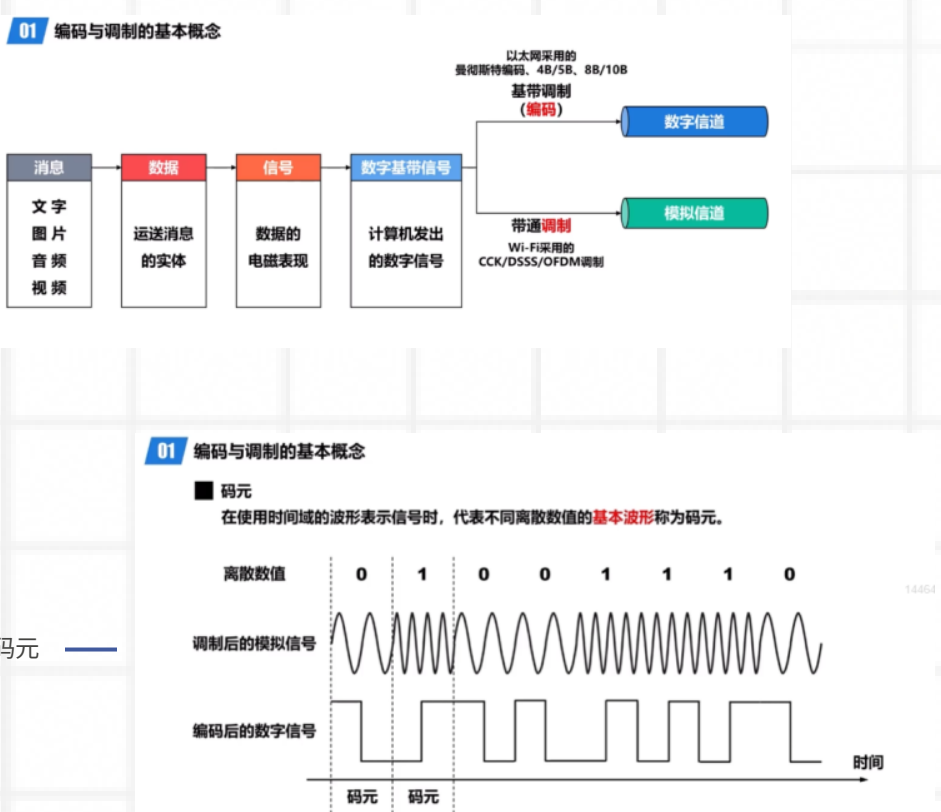 01 编码与调制的基本概念
以太网采用的
曼彻斯特编码、4B/5B、8B/10B
基带调制
（编码）
数字信道
消息
数据
信号
数字基带信号
文 字
图 片
音 频
视 频
运送消息
的实体
数据的
电磁表现
计算机发出
的数字信号
模拟信道
带通调制
Wi-Fi采用的
CCK/DSSS/OFDM调制
01 编码与调制的基本概念
码元
在使用时间域的波形表示信号时，代表不同离散数值的基本波形称为码元。
离散数值 0 1 0 0 1 1 1 0
14464
调制后的模拟信号
码元
编码后的数字信号
时间
码元 码元